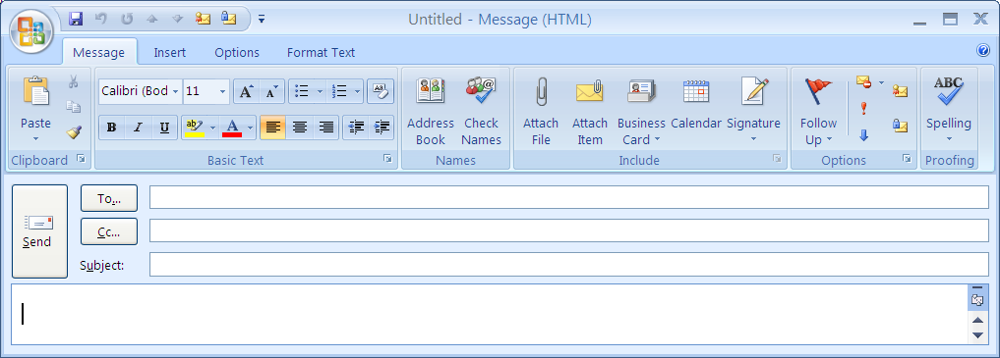 Untitled - Message (HTML)
Message Insert Options Format Text
Calibri (Bod 11 A A ABC
Paste B I U ab A
Address Book
Check Names
Attach File
Attach Item
Business Card
Calendar
Signature
Follow Up
ABC
Spelling
Clipboard Basic Text Names Include Options Proofing
Send
To...
Cc...
Subject: